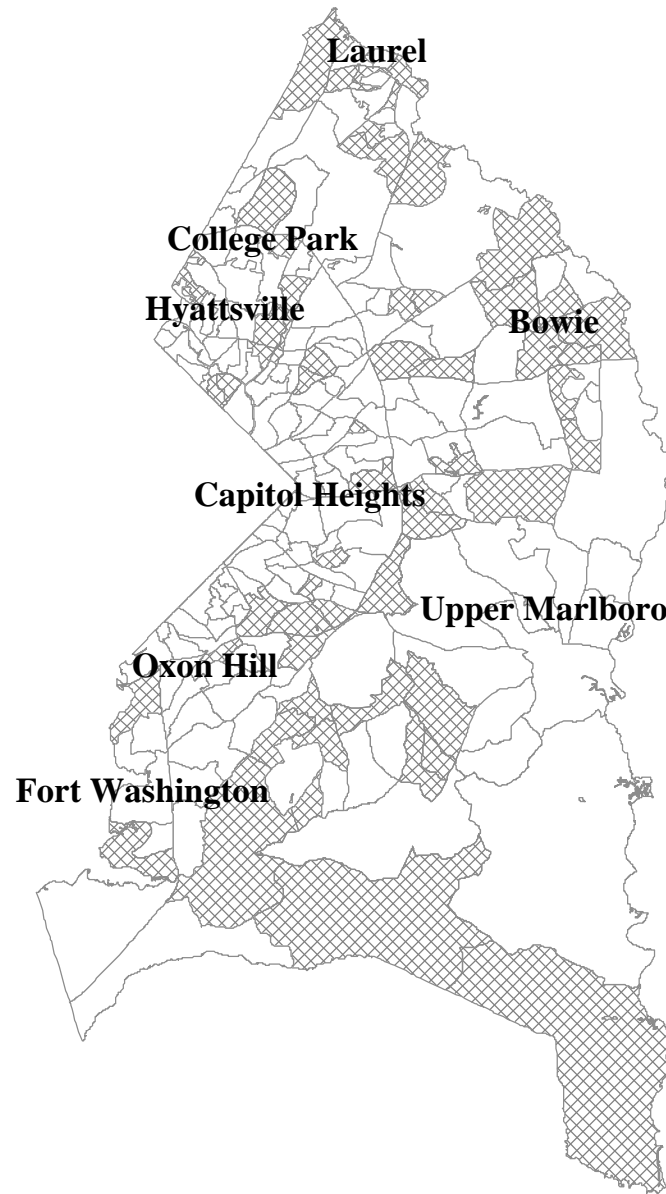 Laurel
College Park
Hyattsville
Bowie
Capitol Heights
Upper Marlboro
Oxon Hill
Fort Washington